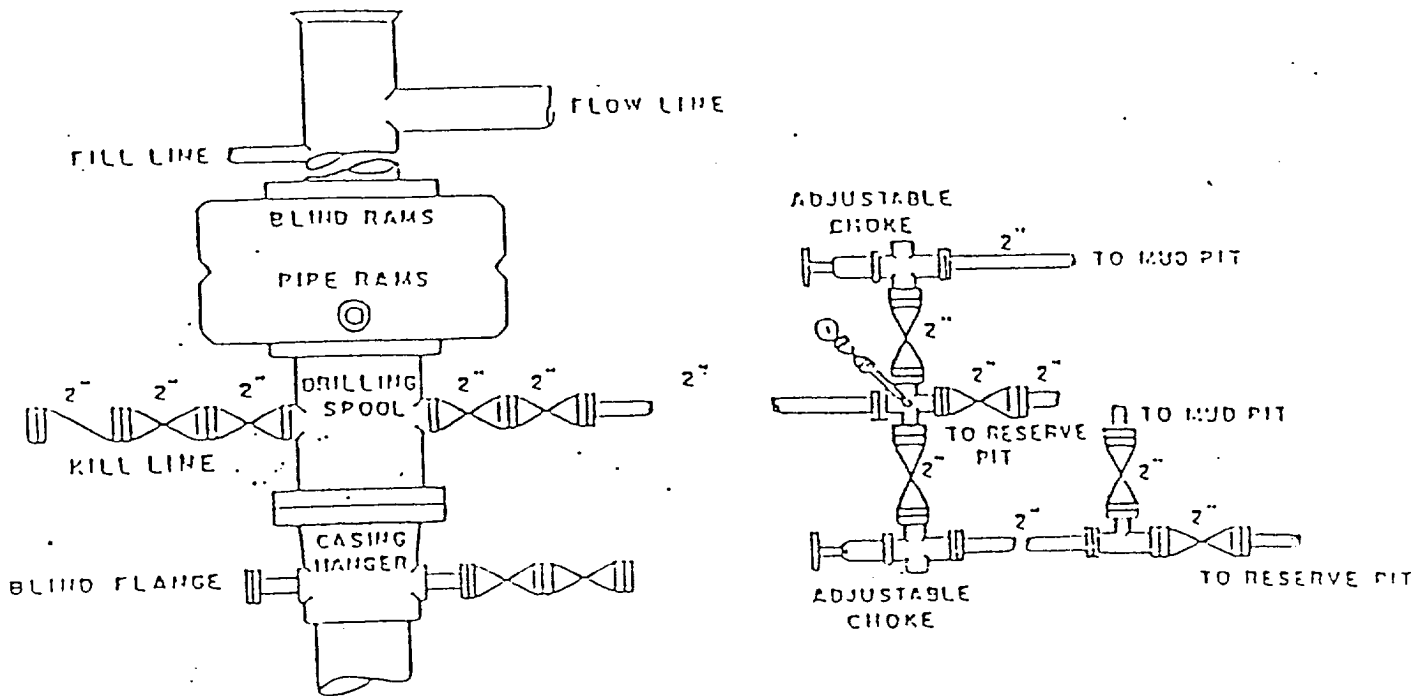 FLOW LINE
FILL LINE
BLIND RAMS
PIPE RAMS
2"
2"
2"
DRILLING
SPOOL
2"
2"
2"
KILL LINE
CASING
HANGER
BLIND FLANGE
ADJUSTABLE
CHOKE
2"
TO MUD PIT
2"
2"
2"
TO RESERVE
PIT
TO MUD PIT
2"
2"
2"
2"
TO RESERVE PIT
ADJUSTABLE
CHOKE